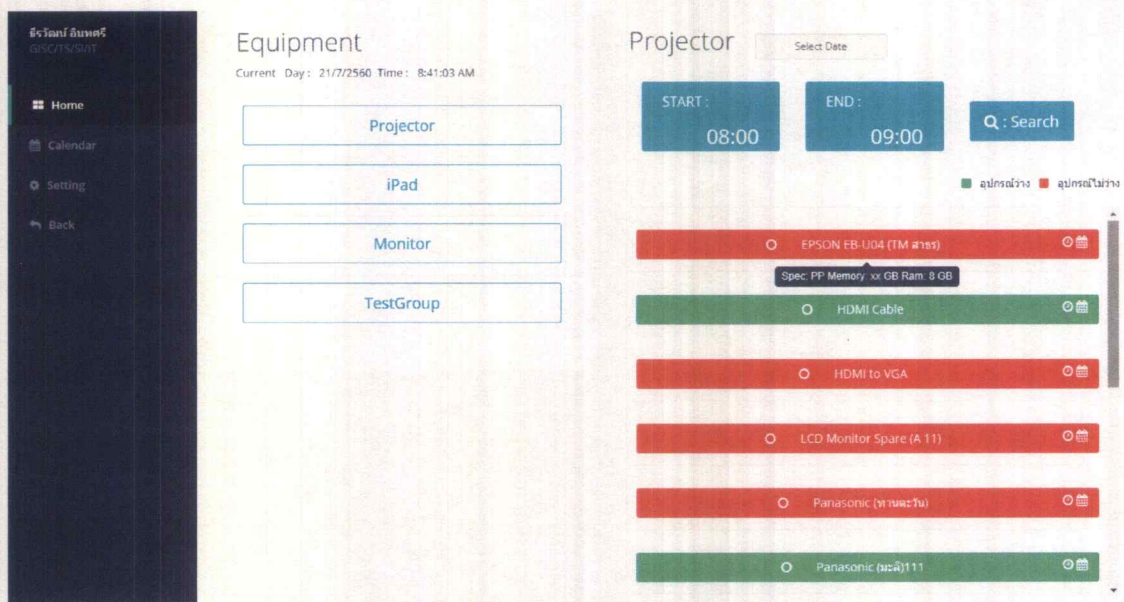 ธีรวัฒน์ อินทศรี
GISC/TS/SI/IT
Home
Calendar
Setting
Back
Equipment
Current Day : 21/7/2560 Time : 8:41:03 AM
Projector
iPad
Monitor
TestGroup
Projector
Select Date
START :
08:00
END :
09:00
: Search
อุปกรณ์ว่าง
อุปกรณ์ไม่ว่าง
EPSON EB-U04 (TM สาธร)
Spec: PP Memory: xx GB Ram: 8 GB
HDMI Cable
HDMI to VGA
LCD Monitor Spare (A 11)
Panasonic (ทานตะวัน)
Panasonic (มะลิ)111